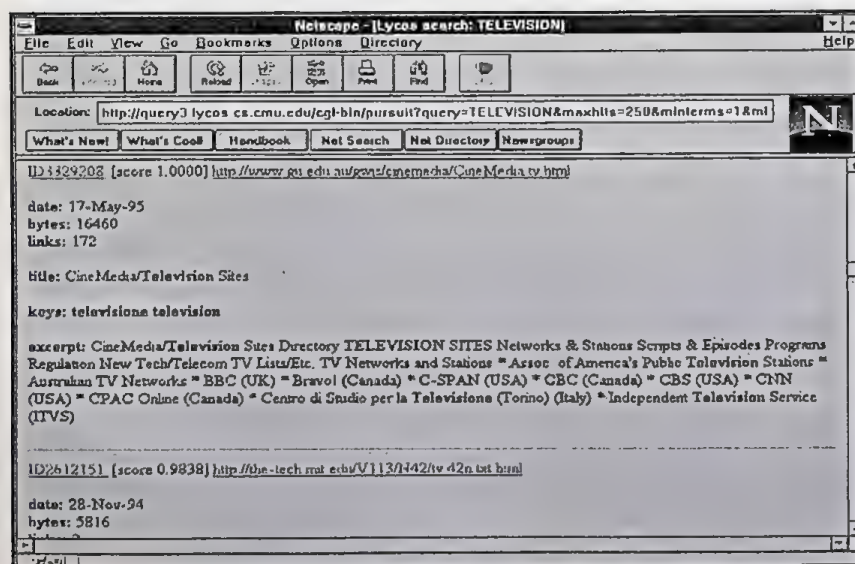 Netscape - [Lycos search: TELEVISION]
File Edit View Go Bookmarks Options Directory Help
Back Home Reload Open Print Find
Location: http://query3.lycos.cs.cmu.edu/cgi-bin/pursuit?query=TELEVISION&maxhits=250&minterms=1&mi
What's New! What's Cool! Handbook Net Search Net Directory Newsgroups
ID3329208 [score 1.0000] http://www.gu.edu.au/gwis/cinemedia/CineMedia.tv.html
date: 17-May-95
bytes: 16460
links: 172
title: CineMedia/Television Sites
keys: televisione television
excerpt: CineMedia/Television Sites Directory TELEVISION SITES Networks & Stations Scripts & Episodes Programs
Regulation New Tech/Telecom TV Lists/Etc. TV Networks and Stations * Assoc. of America's Public Television Stations *
Australian TV Networks * BBC (UK) * Bravo! (Canada) * C-SPAN (USA) * CBC (Canada) * CBS (USA) * CNN
(USA) * CPAC Online (Canada) * Centro di Studio per la Televisione (Torino) (Italy) * Independent Television Service
(ITVS)
ID2612151 [score 0.9838] http://the-tech.mit.edu/V113/N42/tv.42n.txt.html
date: 28-Nov-94
bytes: 5816